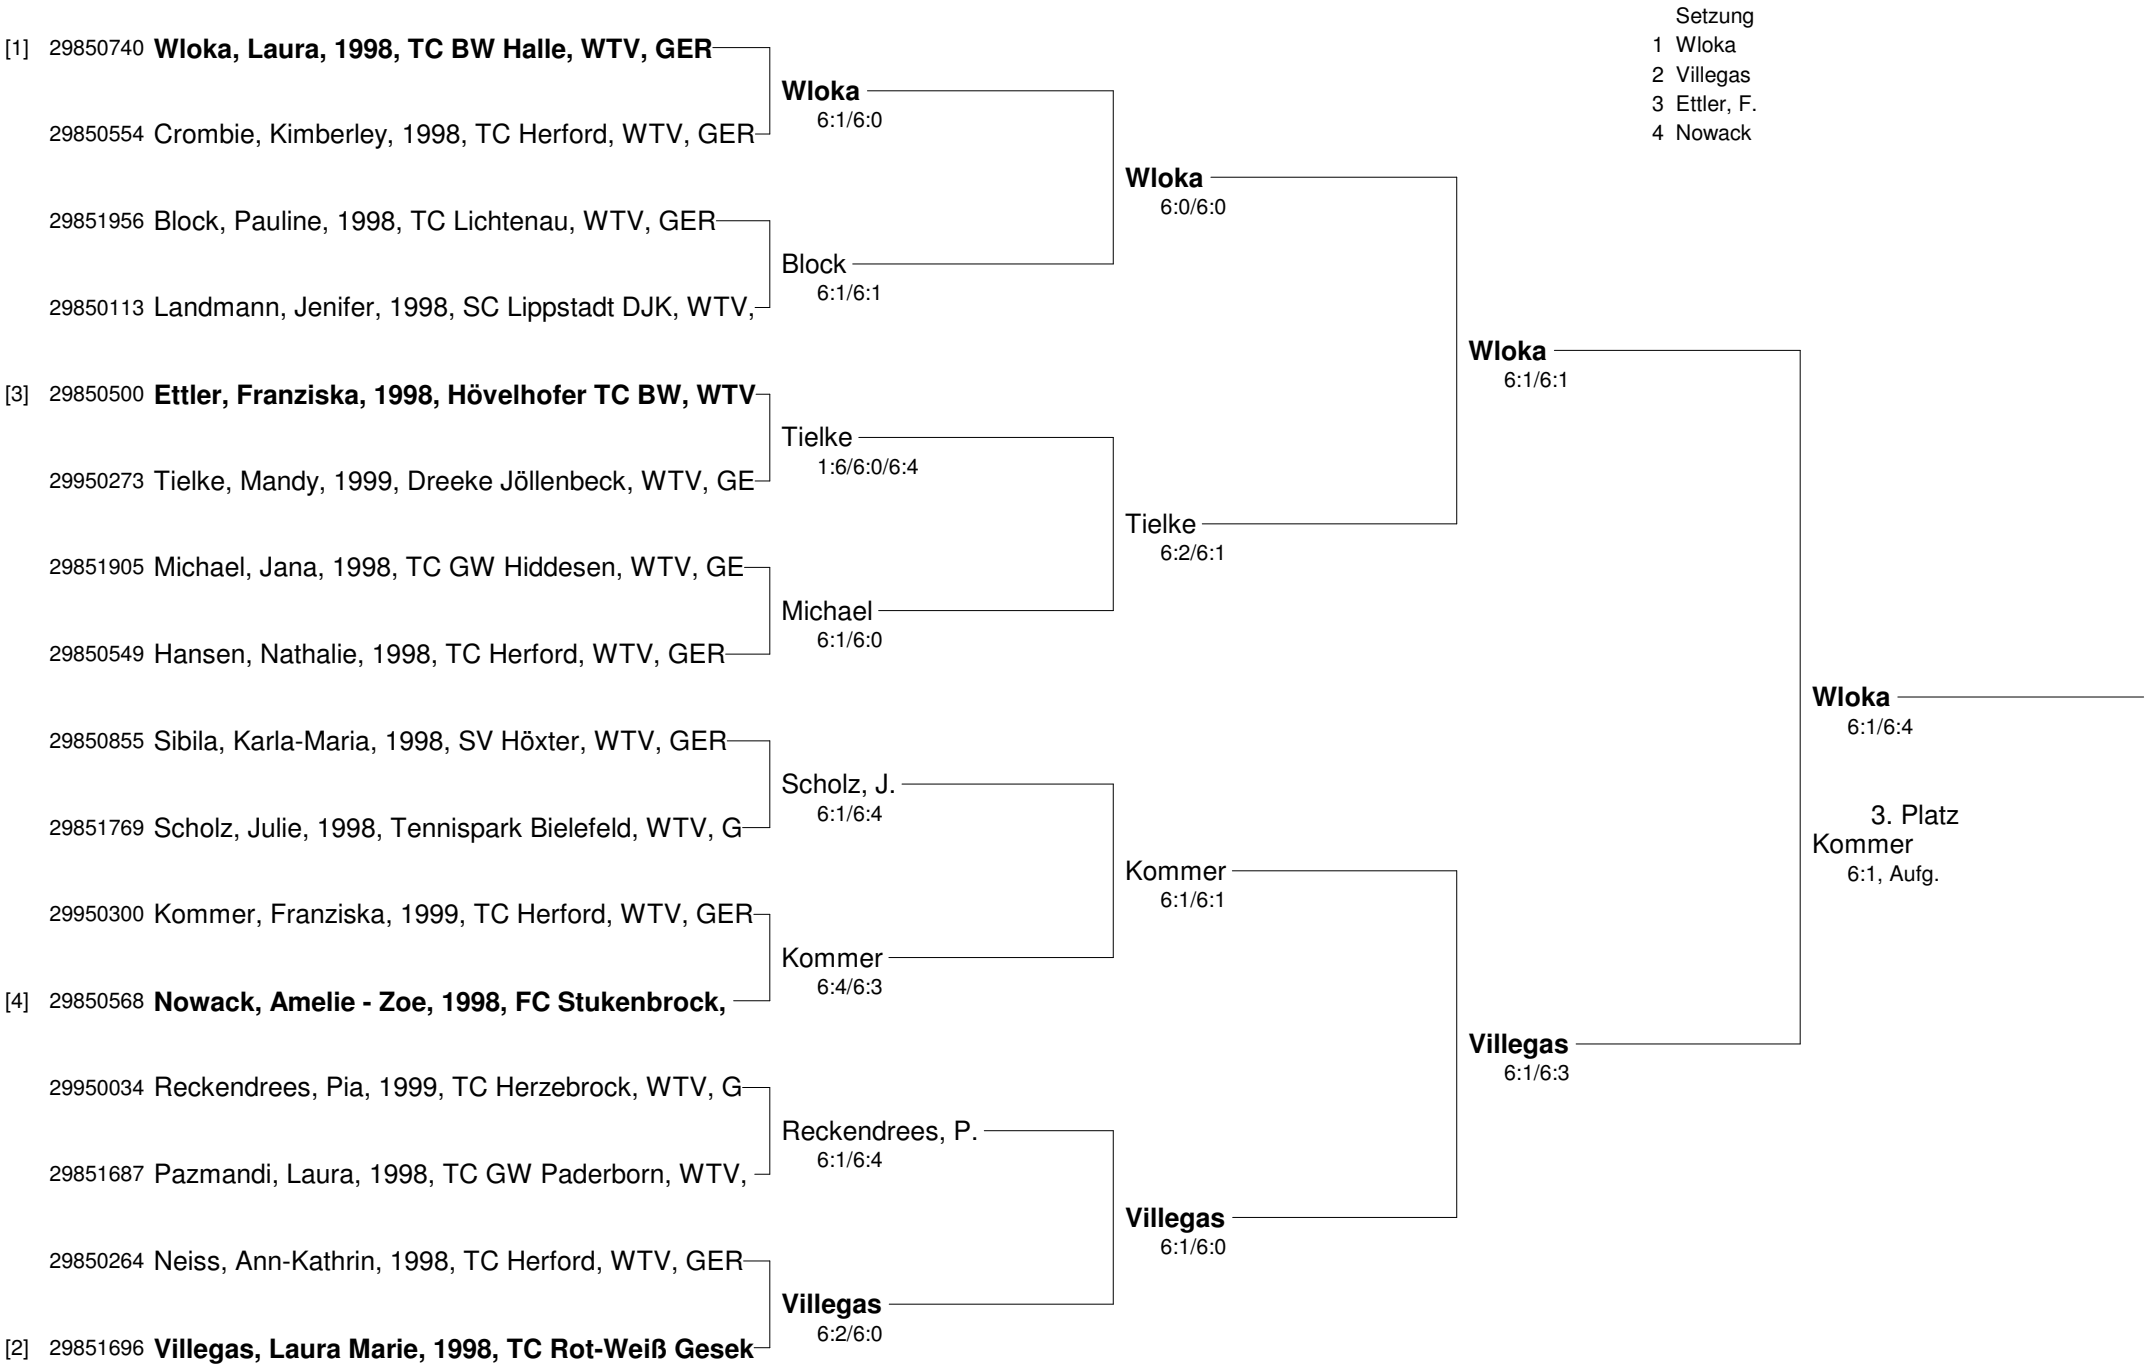 Setzung
1 Wloka
2 Villegas
3 Ettler, F.
4 Nowack
[1] 29850740 Wloka, Laura, 1998, TC BW Halle, WTV, GER
Wloka
6:1/6:0
29850554 Crombie, Kimberley, 1998, TC Herford, WTV, GER
Wloka
6:0/6:0
29851956 Block, Pauline, 1998, TC Lichtenau, WTV, GER
Block
6:1/6:1
29850113 Landmann, Jenifer, 1998, SC Lippstadt DJK, WTV,
Wloka
6:1/6:1
[3] 29850500 Ettler, Franziska, 1998, Hövelhofer TC BW, WTV
Tielke
1:6/6:0/6:4
29950273 Tielke, Mandy, 1999, Dreeke Jöllenbeck, WTV, GE
Tielke
6:2/6:1
29851905 Michael, Jana, 1998, TC GW Hiddesen, WTV, GE
Michael
6:1/6:0
29850549 Hansen, Nathalie, 1998, TC Herford, WTV, GER
Wloka
6:1/6:4
29850855 Sibila, Karla-Maria, 1998, SV Höxter, WTV, GER
Scholz, J.
6:1/6:4
29851769 Scholz, Julie, 1998, Tennispark Bielefeld, WTV, G
3. Platz
Kommer
6:1, Aufg.
Kommer
6:1/6:1
29950300 Kommer, Franziska, 1999, TC Herford, WTV, GER
Kommer
6:4/6:3
[4] 29850568 Nowack, Amelie - Zoe, 1998, FC Stukenbrock,
Villegas
6:1/6:3
29950034 Reckendrees, Pia, 1999, TC Herzebrock, WTV, G
Reckendrees, P.
6:1/6:4
29851687 Pazmandi, Laura, 1998, TC GW Paderborn, WTV,
Villegas
6:1/6:0
29850264 Neiss, Ann-Kathrin, 1998, TC Herford, WTV, GER
Villegas
6:2/6:0
[2] 29851696 Villegas, Laura Marie, 1998, TC Rot-Weiß Gesek